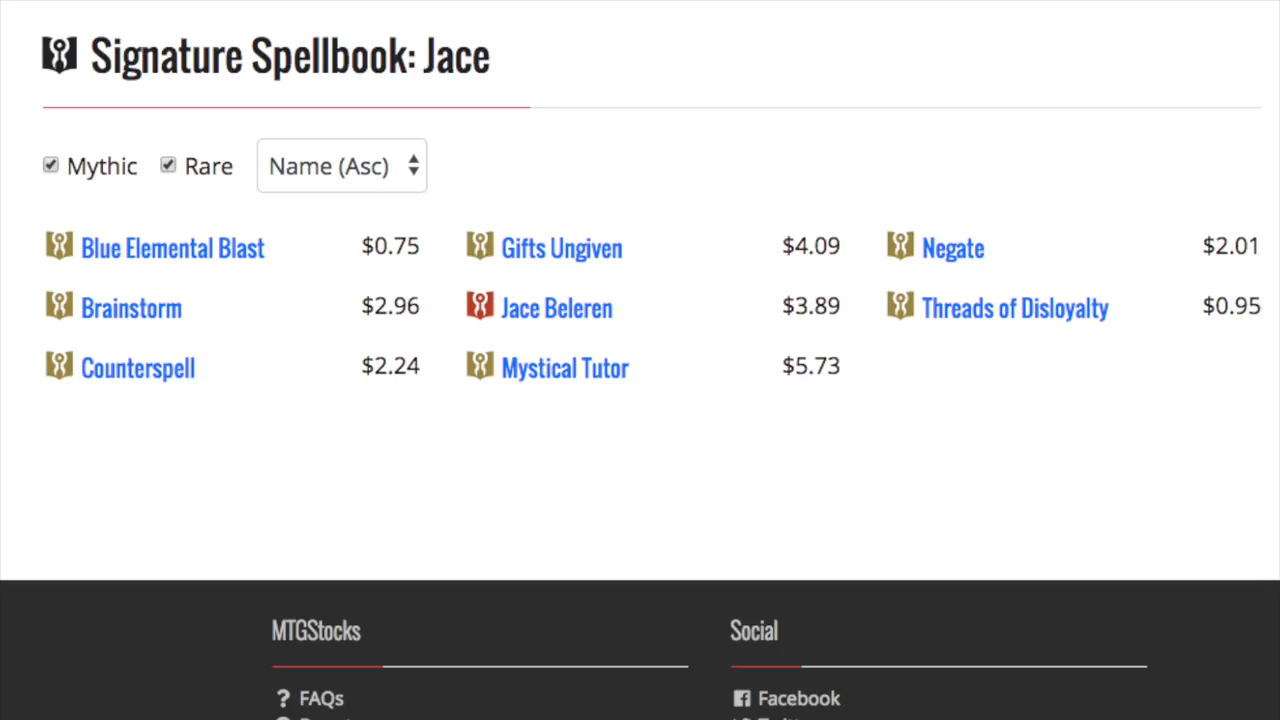 Signature Spellbook: Jace
Mythic Rare Name (Asc)
Blue Elemental Blast $0.75 Gifts Ungiven $4.09 Negate $2.01
Brainstorm $2.96 Jace Beleren $3.89 Threads of Disloyalty $0.95
Counterspell $2.24 Mystical Tutor $5.73
MTGStocks Social
? FAQs Facebook